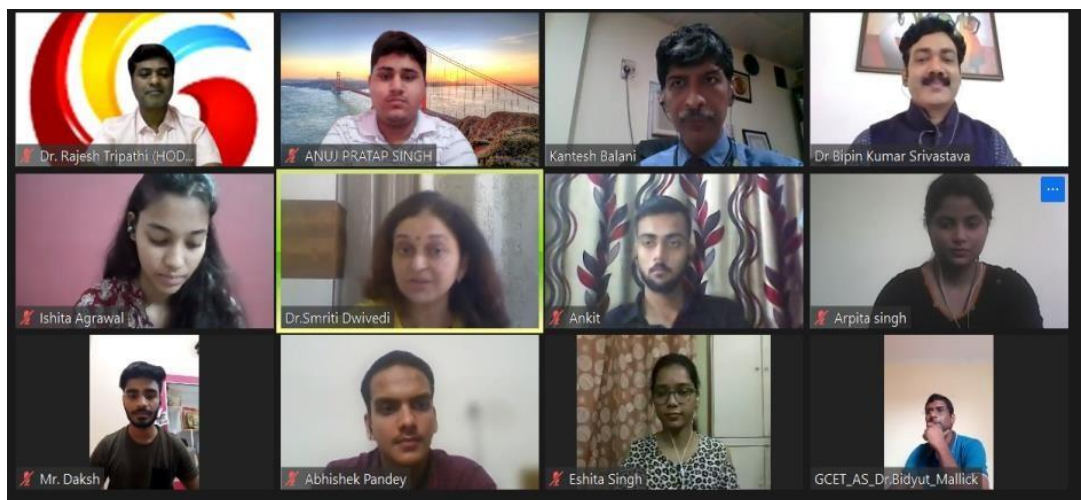 Dr. Rajesh Tripathi (HOD...
ANUJ PRATAP SINGH
Kantesh Balani
Dr Bipin Kumar Srivastava
Ishita Agrawal
Dr.Smriti Dwivedi
Ankit
Arpita singh
Mr. Daksh
Abhishek Pandey
Eshita Singh
GCET_AS_Dr.Bidyut_Mallick